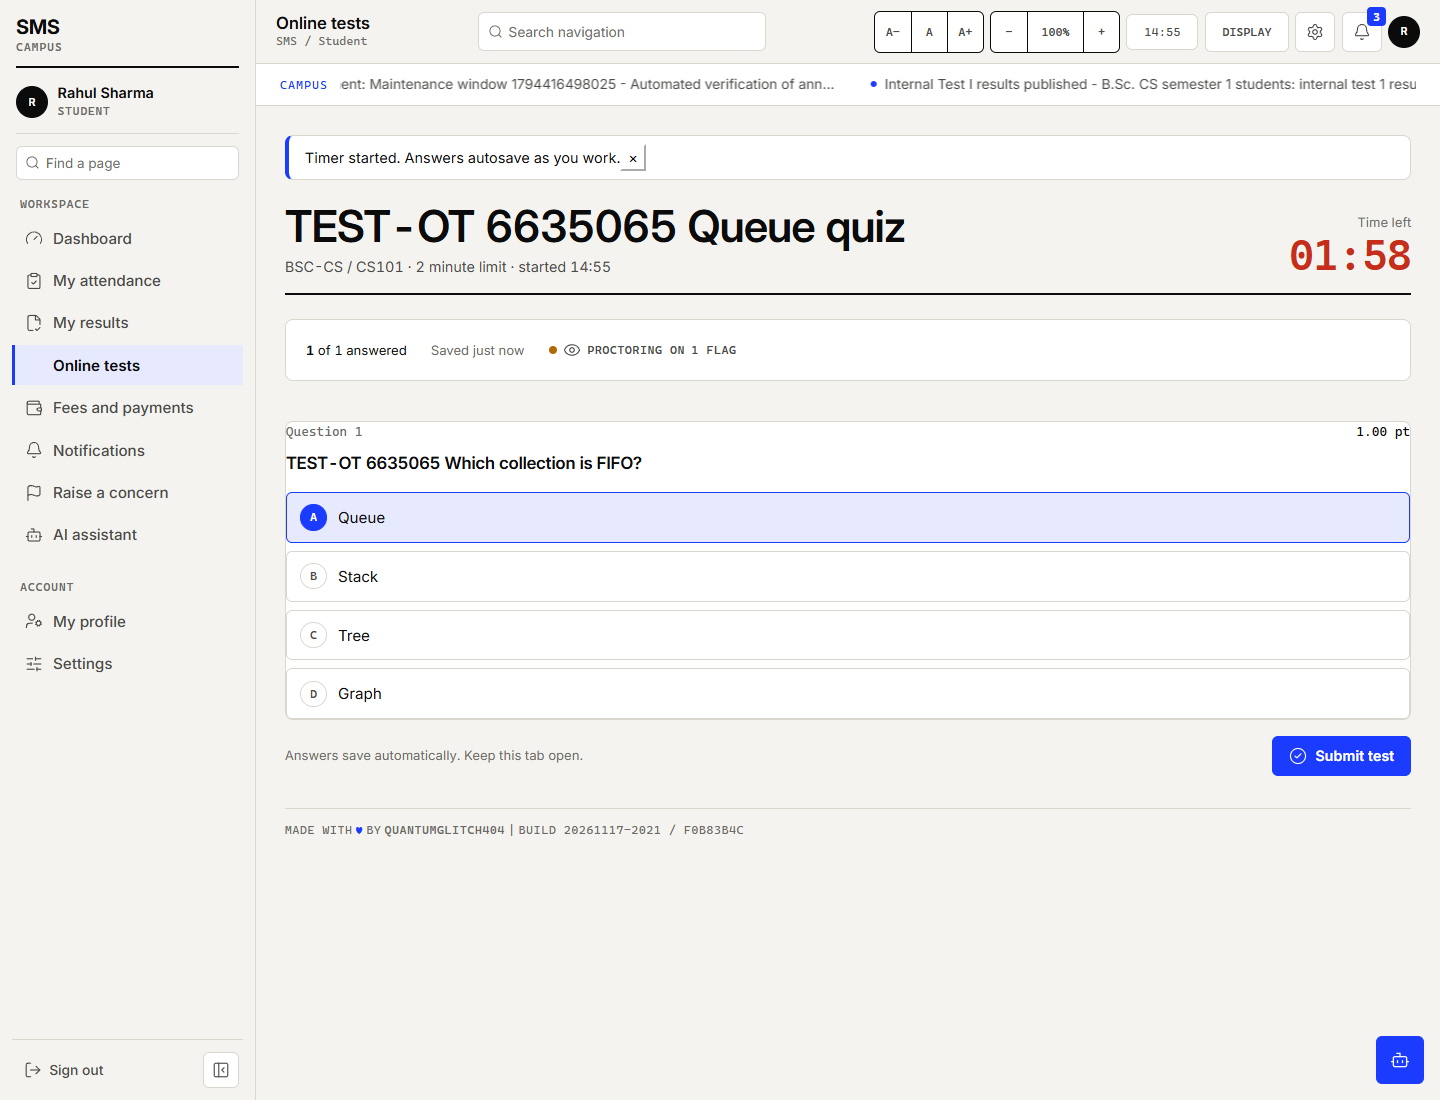 SMS
CAMPUS
R
Rahul Sharma
STUDENT
Find a page
WORKSPACE
Dashboard
My attendance
My results
Online tests
Fees and payments
Notifications
Raise a concern
AI assistant
ACCOUNT
My profile
Settings
Sign out
Online tests
SMS / Student
Search navigation
A− A A+
− 100% +
14:55
DISPLAY
3
R
CAMPUS
ent: Maintenance window 1794416498025 - Automated verification of ann...
Internal Test I results published - B.Sc. CS semester 1 students: internal test 1 resu
Timer started. Answers autosave as you work. ×
TEST-OT 6635065 Queue quiz
BSC-CS / CS101 · 2 minute limit · started 14:55
Time left
01:58
1 of 1 answered
Saved just now
PROCTORING ON 1 FLAG
Question 1
1.00 pt
TEST-OT 6635065 Which collection is FIFO?
A Queue
B Stack
C Tree
D Graph
Answers save automatically. Keep this tab open.
Submit test
MADE WITH ♥ BY QUANTUMGLITCH404 | BUILD 20261117-2021 / F0B83B4C